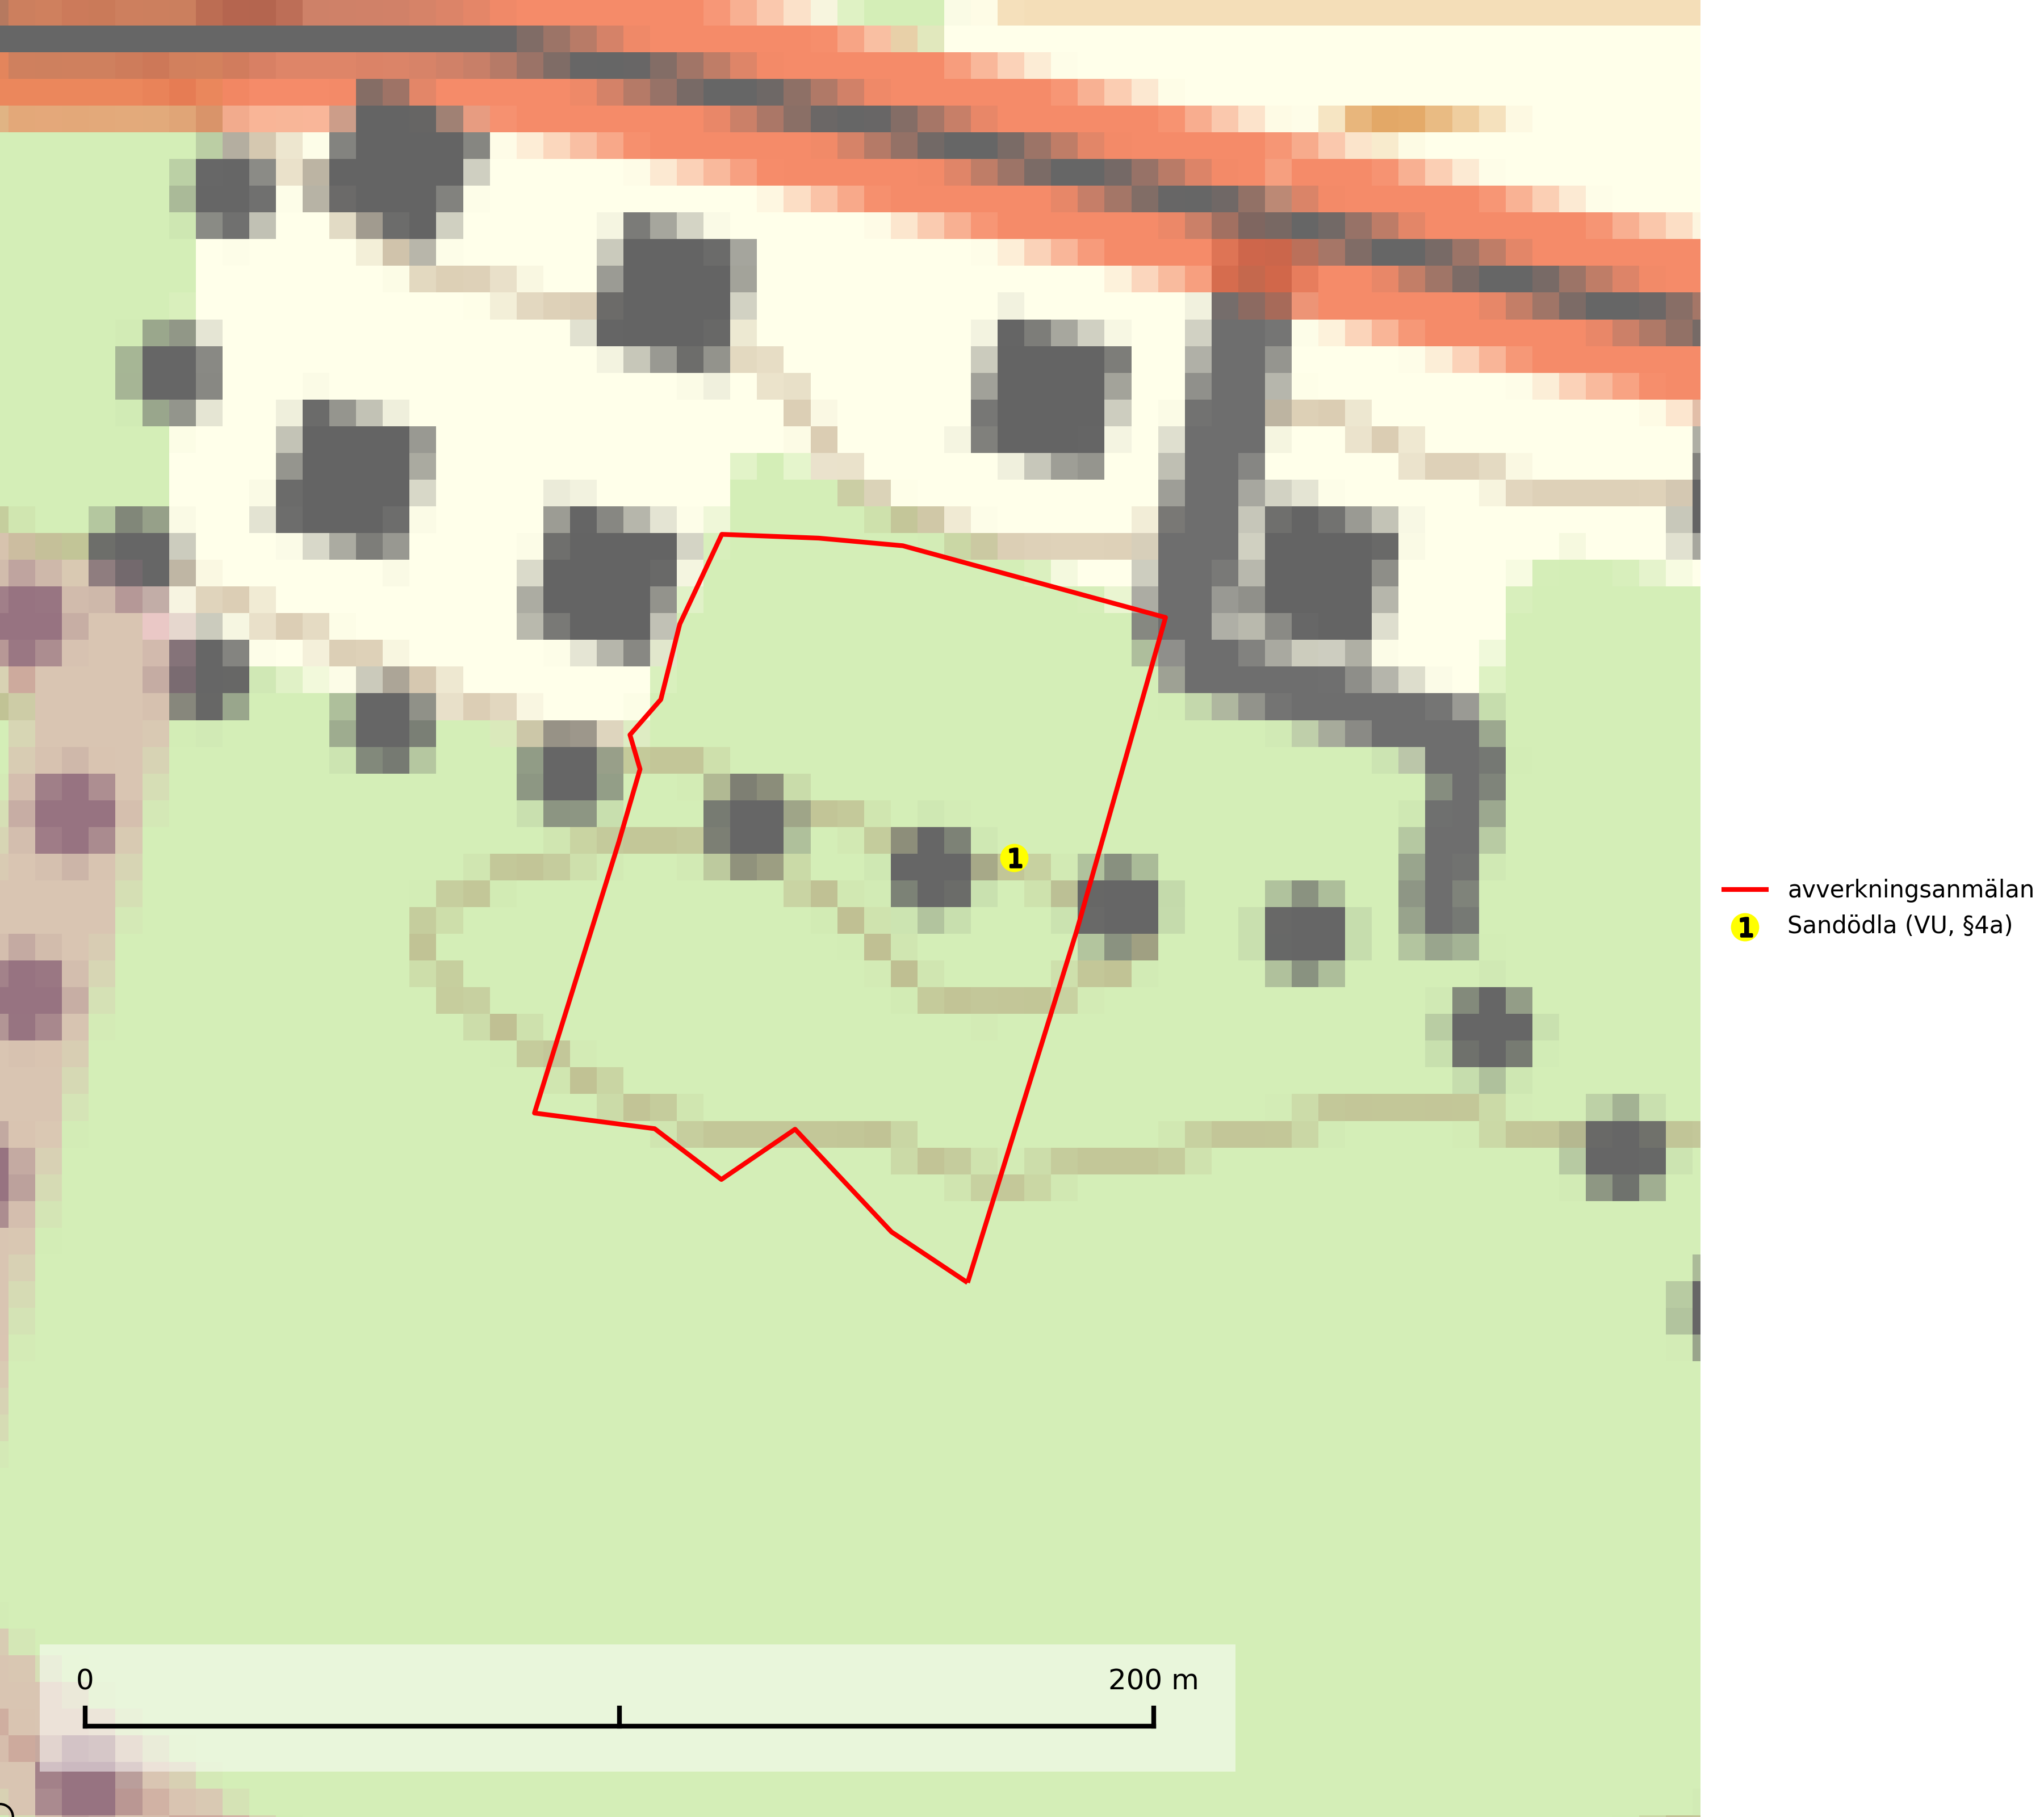 1
avverkningsanmälan
1 Sandödla (VU, §4a)
0 200 m